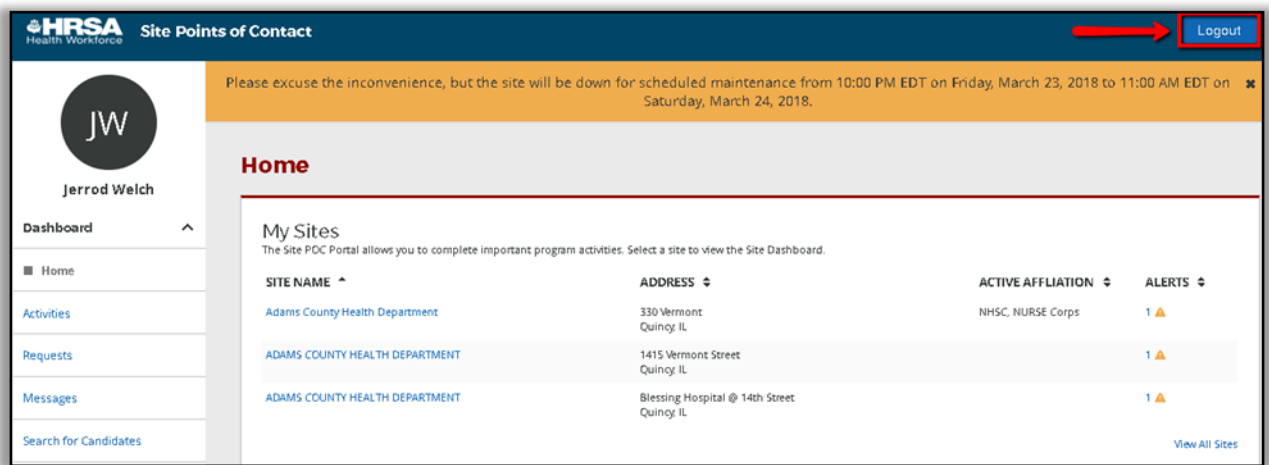 HRSA
Health Workforce
Site Points of Contact
Logout
Please excuse the inconvenience, but the site will be down for scheduled maintenance from 10:00 PM EDT on Friday, March 23, 2018 to 11:00 AM EDT on
Saturday, March 24, 2018.
JW
Jerrod Welch
Dashboard
Home
Activities
Requests
Messages
Search for Candidates
Home
My Sites
The Site POC Portal allows you to complete important program activities. Select a site to view the Site Dashboard.
SITE NAME ADDRESS ACTIVE AFFLIATION ALERTS
Adams County Health Department 330 Vermont NHSC, NURSE Corps 1
Quincy, IL
ADAMS COUNTY HEALTH DEPARTMENT 1415 Vermont Street 1
Quincy, IL
ADAMS COUNTY HEALTH DEPARTMENT Blessing Hospital @ 14th Street 1
Quincy, IL
View All Sites